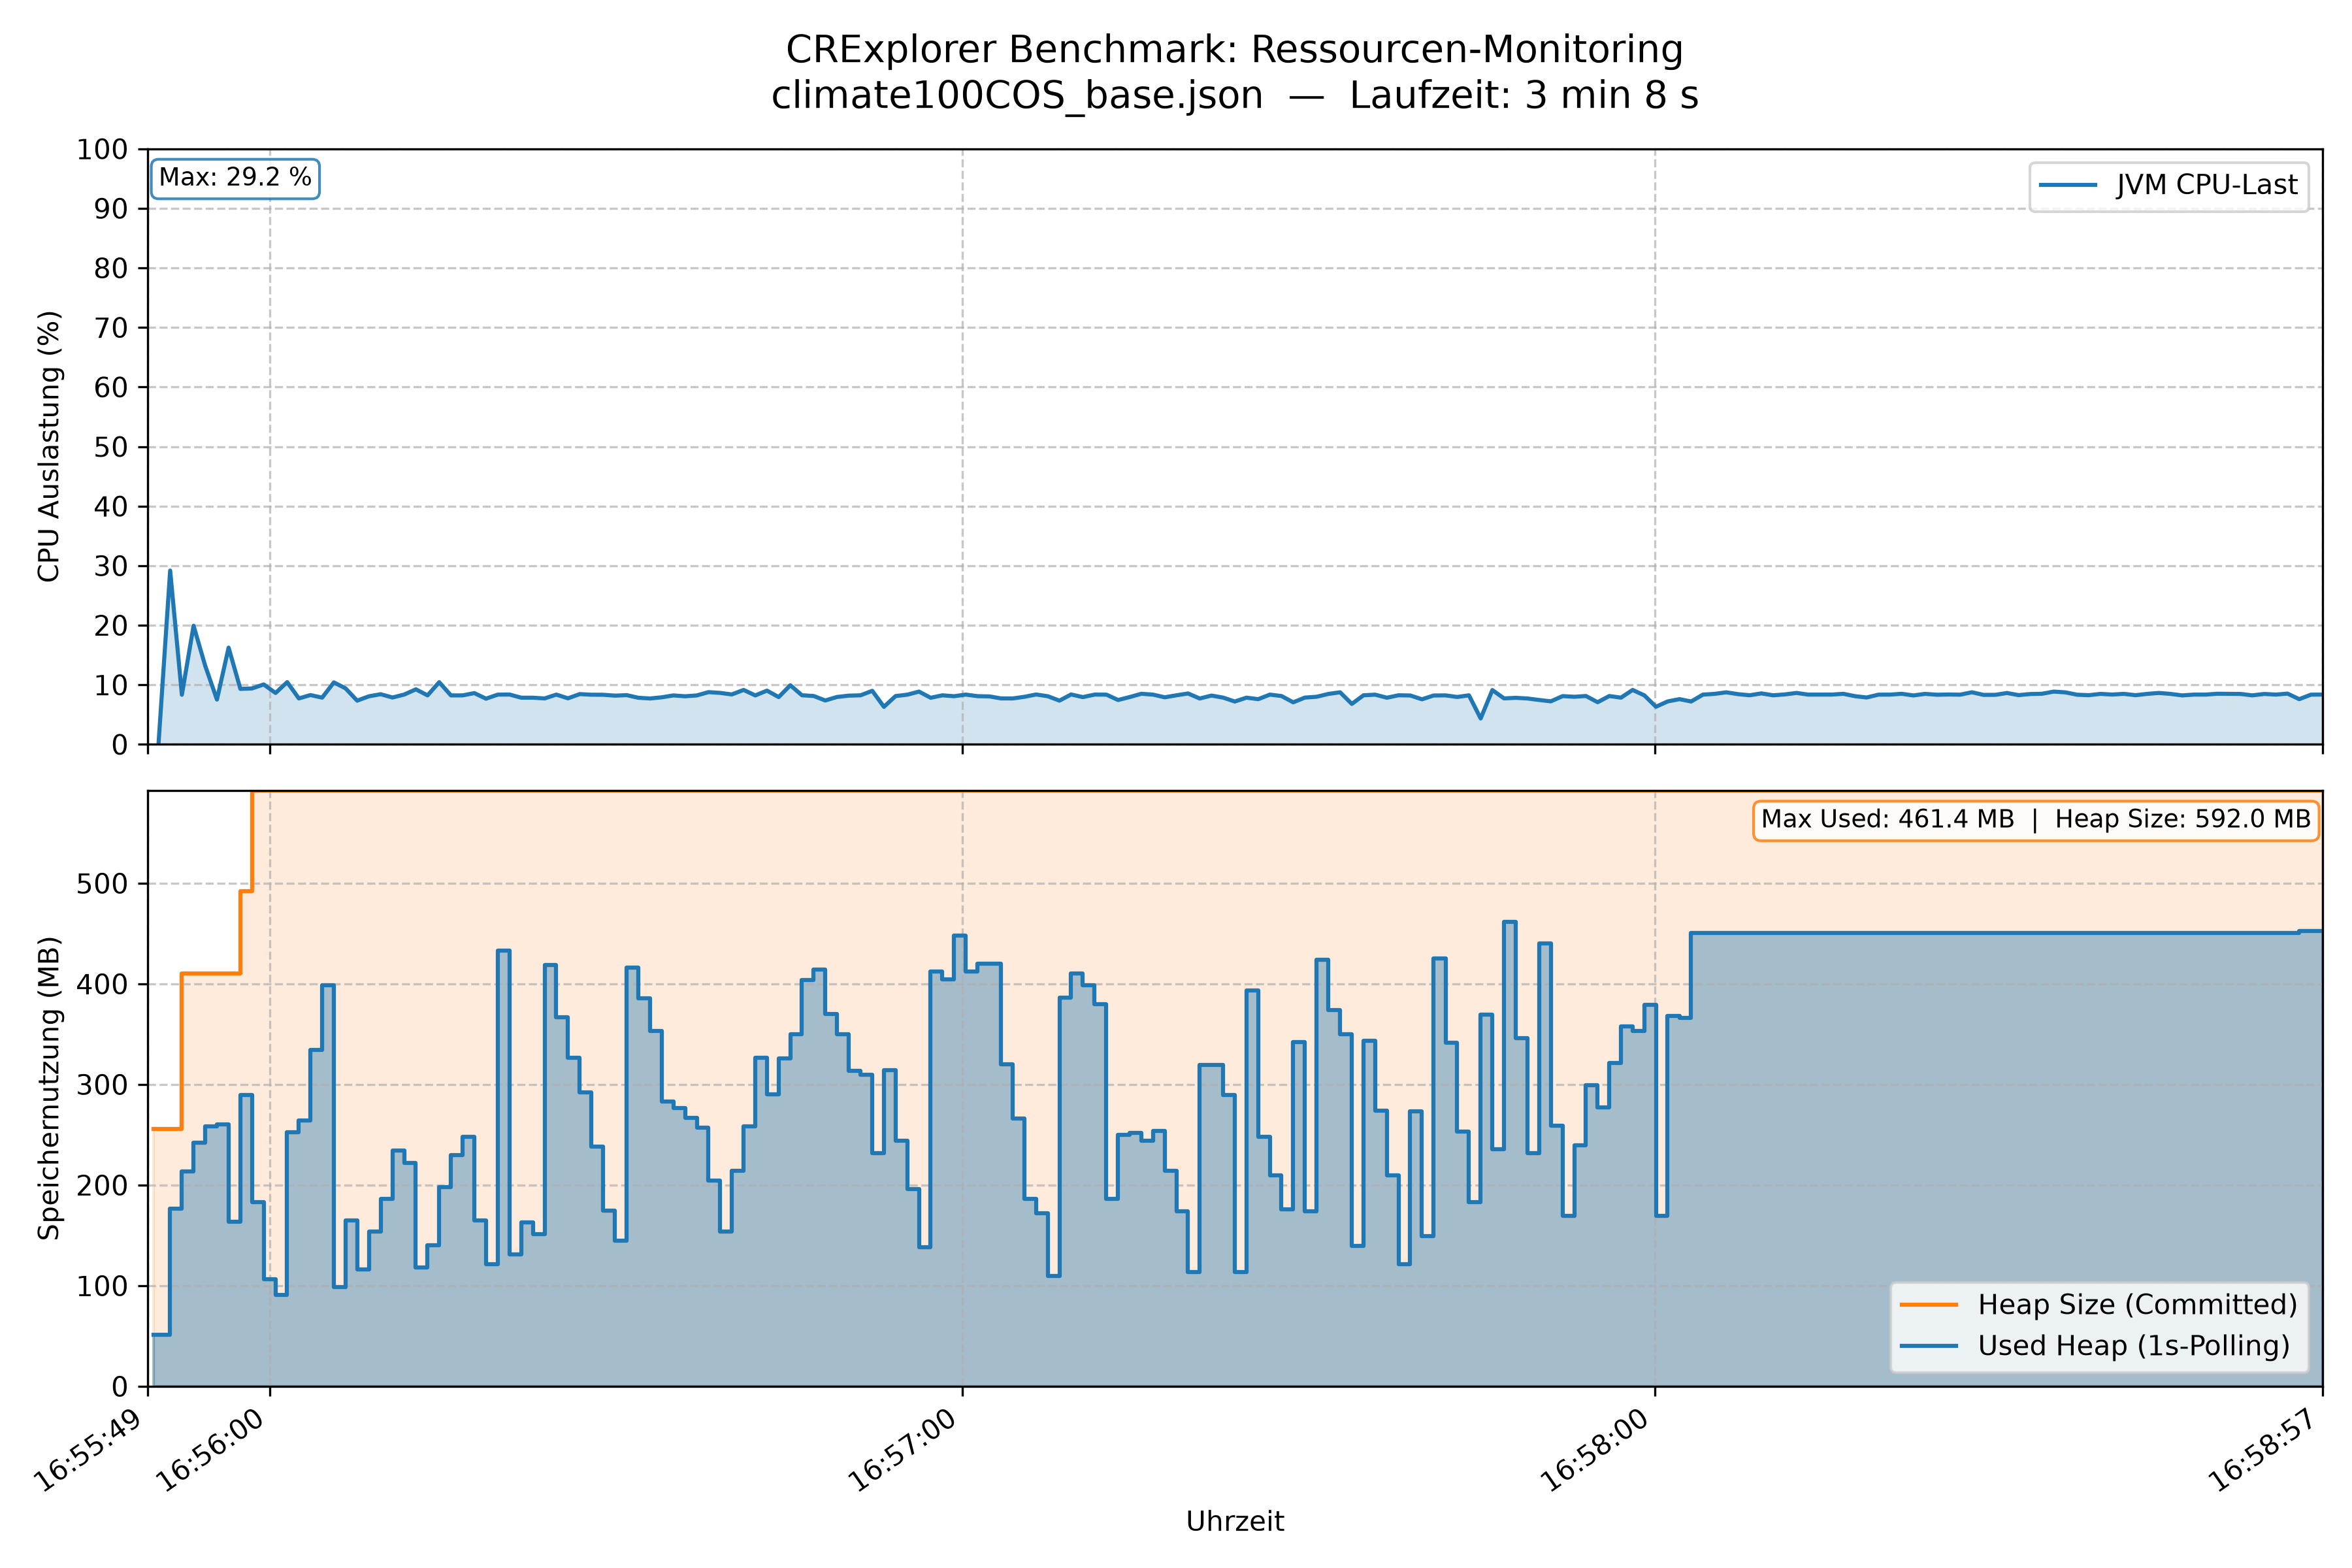 CRExplorer Benchmark: Ressourcen-Monitoring
climate100COS_base.json — Laufzeit: 3 min 8 s
Max: 29.2 %
JVM CPU-Last
CPU Auslastung (%)
100
90
80
70
60
50
40
30
20
10
0
Max Used: 461.4 MB | Heap Size: 592.0 MB
Speichernutzung (MB)
500
400
300
200
100
0
Heap Size (Committed)
Used Heap (1s-Polling)
16:55:49
16:56:00
16:57:00
16:58:00
16:58:57
Uhrzeit